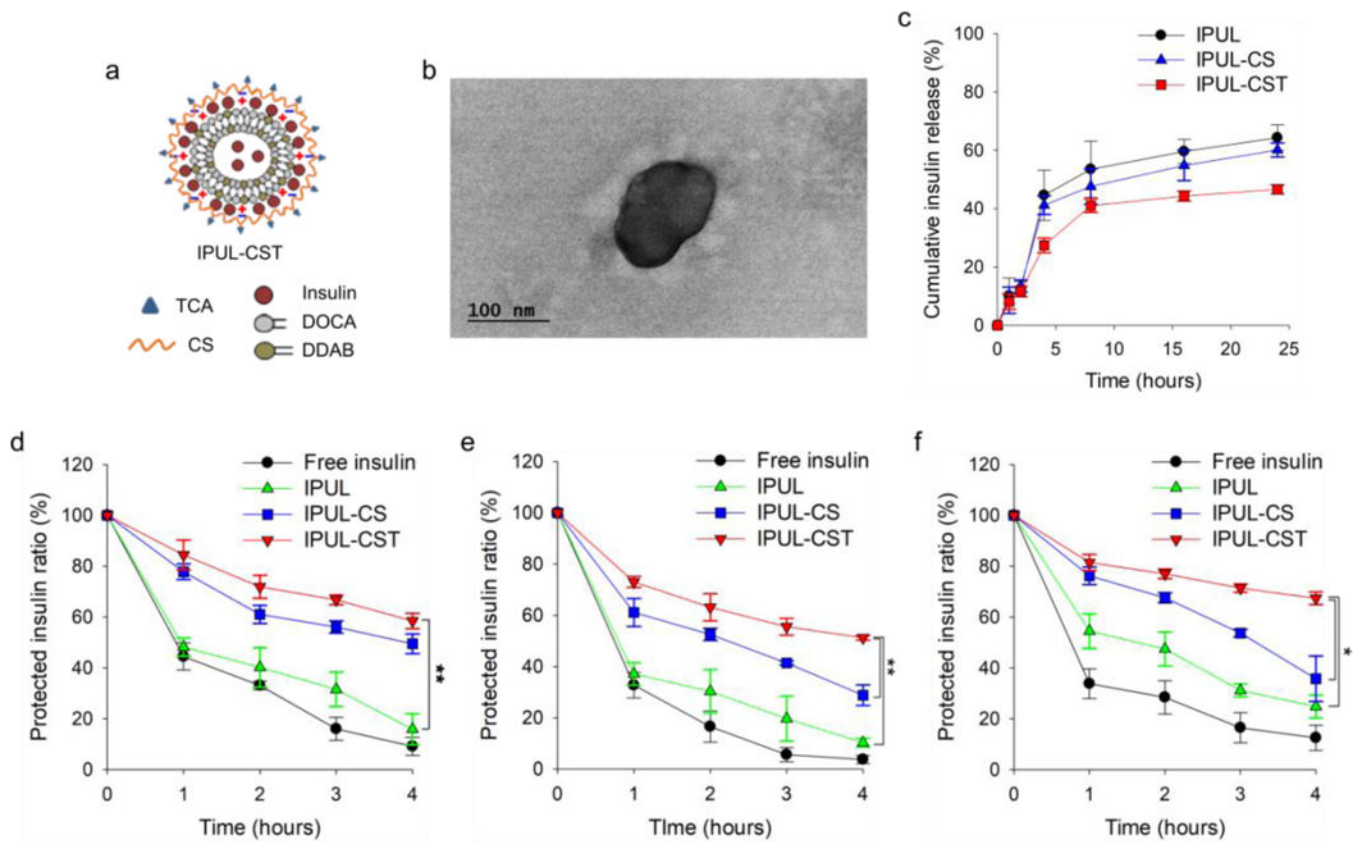 a
IPUL-CST
TCA
CS
Insulin
DOCA
DDAB
b
100 nm
c
IPUL
IPUL-CS
IPUL-CST
Cumulative insulin release (%)
100
80
60
40
20
0
0 5 10 15 20 25
Time (hours)
d
Free insulin
IPUL
IPUL-CS
IPUL-CST
Protected insulin ratio (%)
120
100
80
60
40
20
0
**
0 1 2 3 4
Time (hours)
e
Free insulin
IPUL
IPUL-CS
IPUL-CST
Protected insulin ratio (%)
120
100
80
60
40
20
0
**
0 1 2 3 4
TIme (hours)
f
Free insulin
IPUL
IPUL-CS
IPUL-CST
Protected insulin ratio (%)
120
100
80
60
40
20
0
*
0 1 2 3 4
Time (hours)